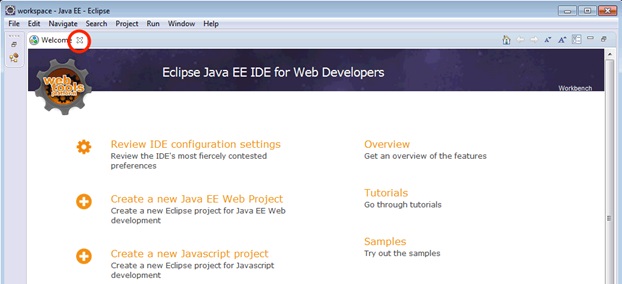 workspace - Java EE - Eclipse
File Edit Navigate Search Project Run Window Help
Welcome
Eclipse Java EE IDE for Web Developers
web
tools
Workbench
Review IDE configuration settings
Review the IDE's most fiercely contested
preferences
Overview
Get an overview of the features
Create a new Java EE Web Project
Create a new Eclipse project for Java EE Web
development
Tutorials
Go through tutorials
Create a new Javascript project
Create a new Eclipse project for Javascript
development
Samples
Try out the samples